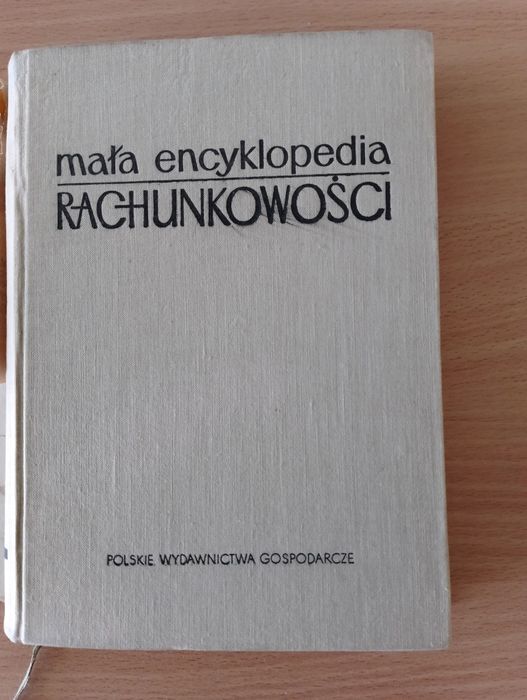 mała encyklopedia
RACHUNKOWOŚCI
POLSKIE WYDAWNICTWA GOSPODARCZE